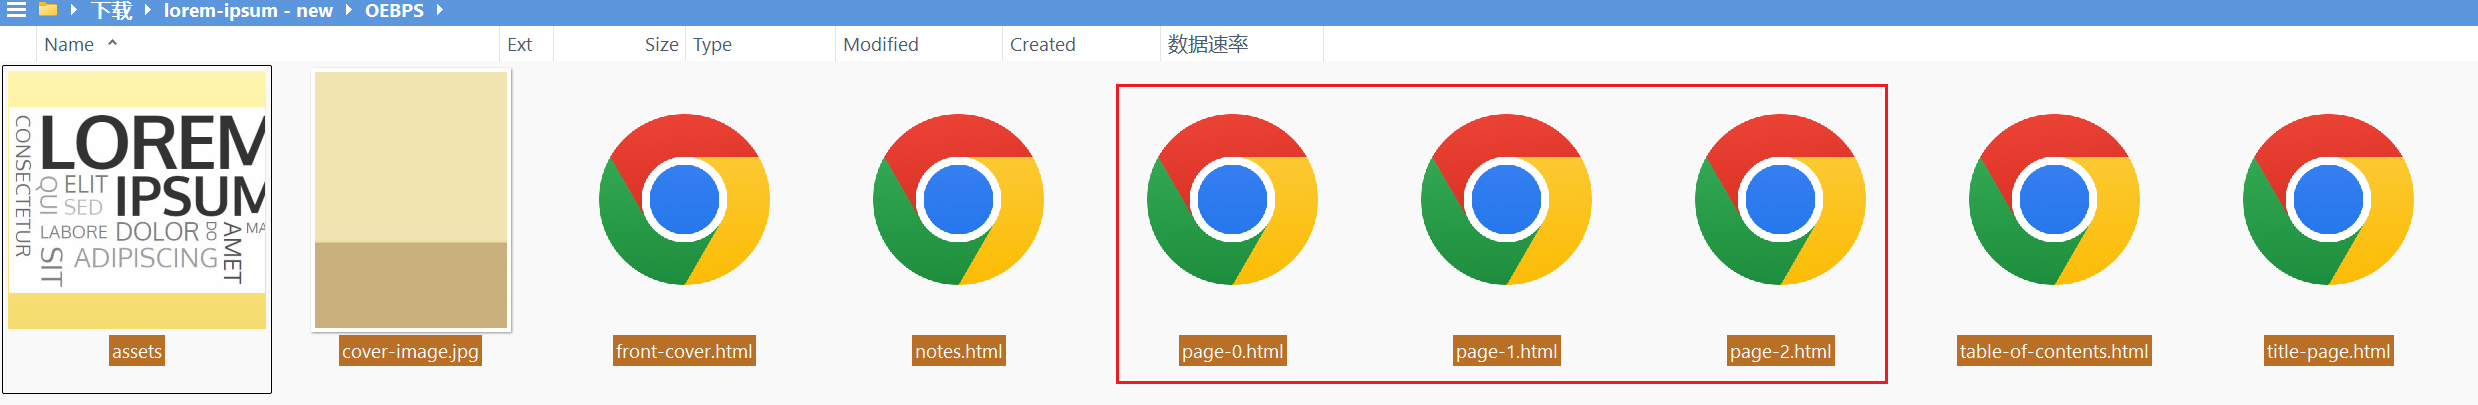 下载 lorem-ipsum - new OEBPS
Name Ext Size Type Modified Created 数据速率
CONSECTETUR
LOREM
QUI ELIT IPSUM
SED
LABORE DOLOR DO AMET MA
SIT ADIPISCING
assets cover-image.jpg front-cover.html notes.html page-0.html page-1.html page-2.html table-of-contents.html title-page.html